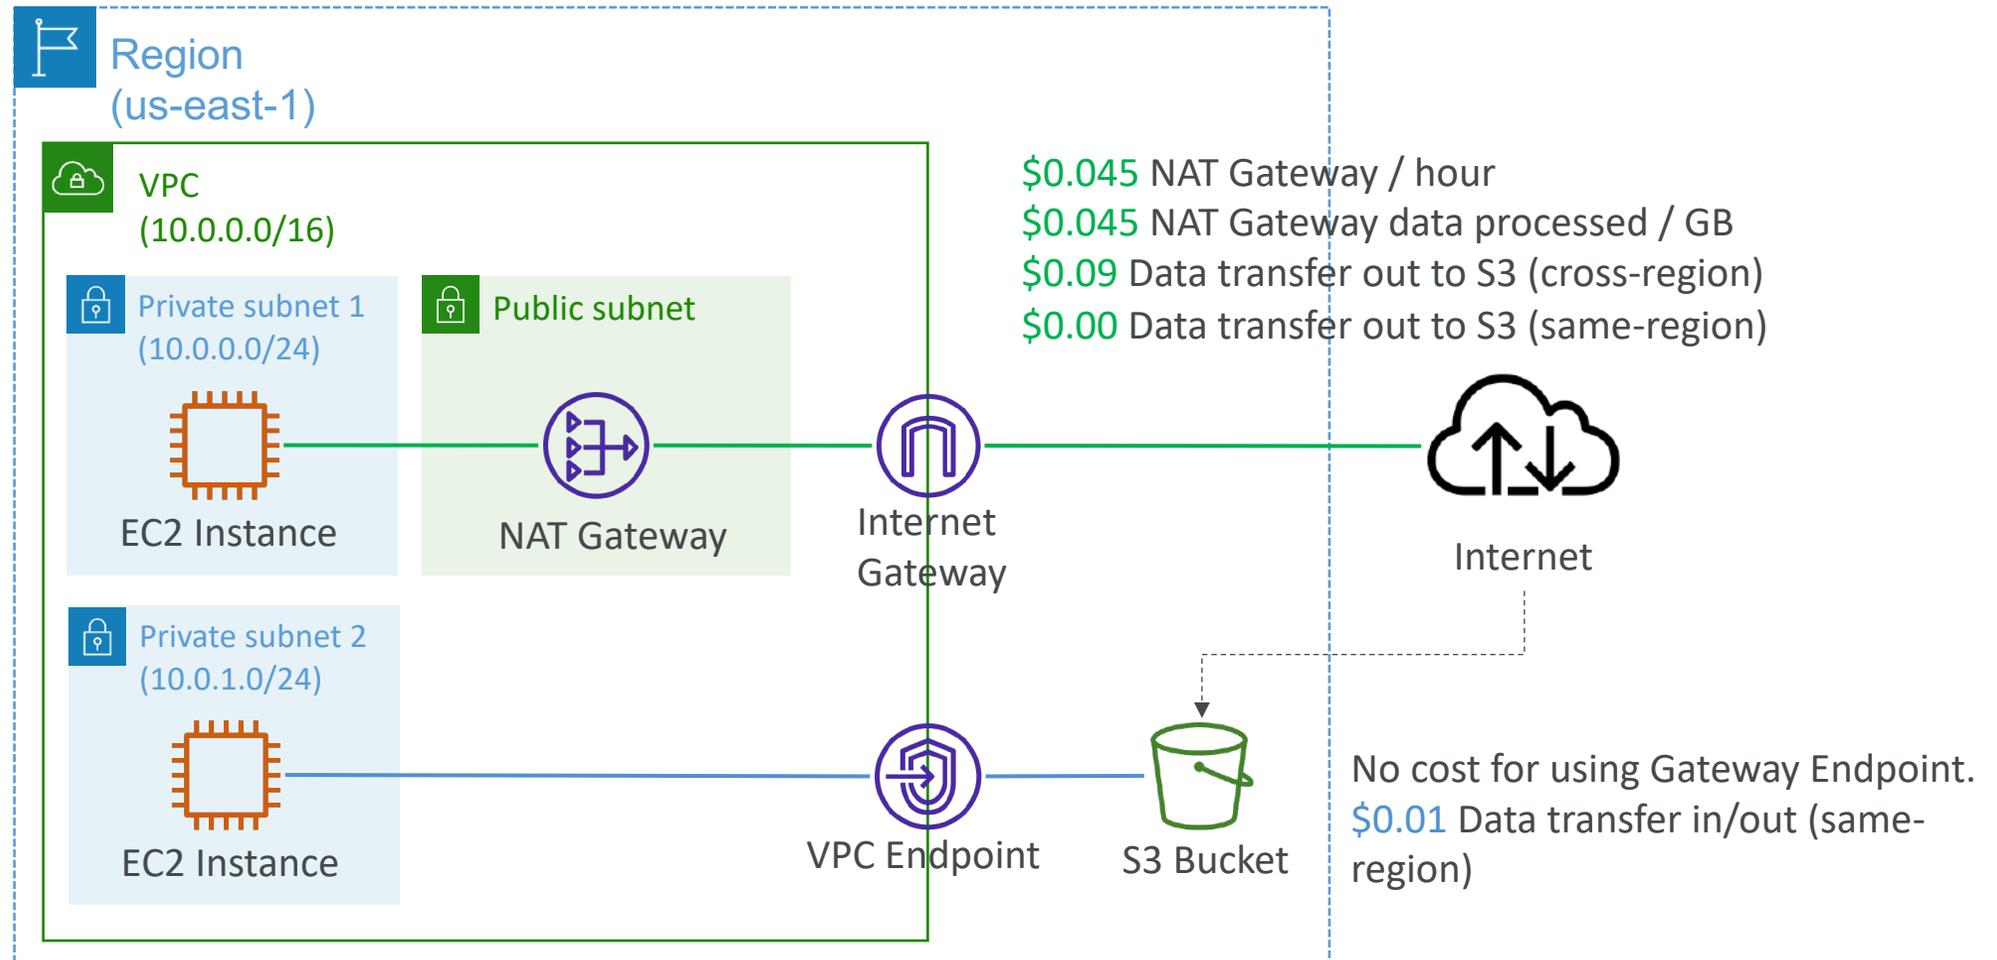 Region
(us-east-1)
VPC
(10.0.0.0/16)
$0.045 NAT Gateway / hour
$0.045 NAT Gateway data processed / GB
$0.09 Data transfer out to S3 (cross-region)
$0.00 Data transfer out to S3 (same-region)
Private subnet 1
(10.0.0.0/24)
Public subnet
EC2 Instance
NAT Gateway
Internet
Gateway
Internet
Private subnet 2
(10.0.1.0/24)
EC2 Instance
VPC Endpoint
S3 Bucket
No cost for using Gateway Endpoint.
$0.01 Data transfer in/out (same-
region)